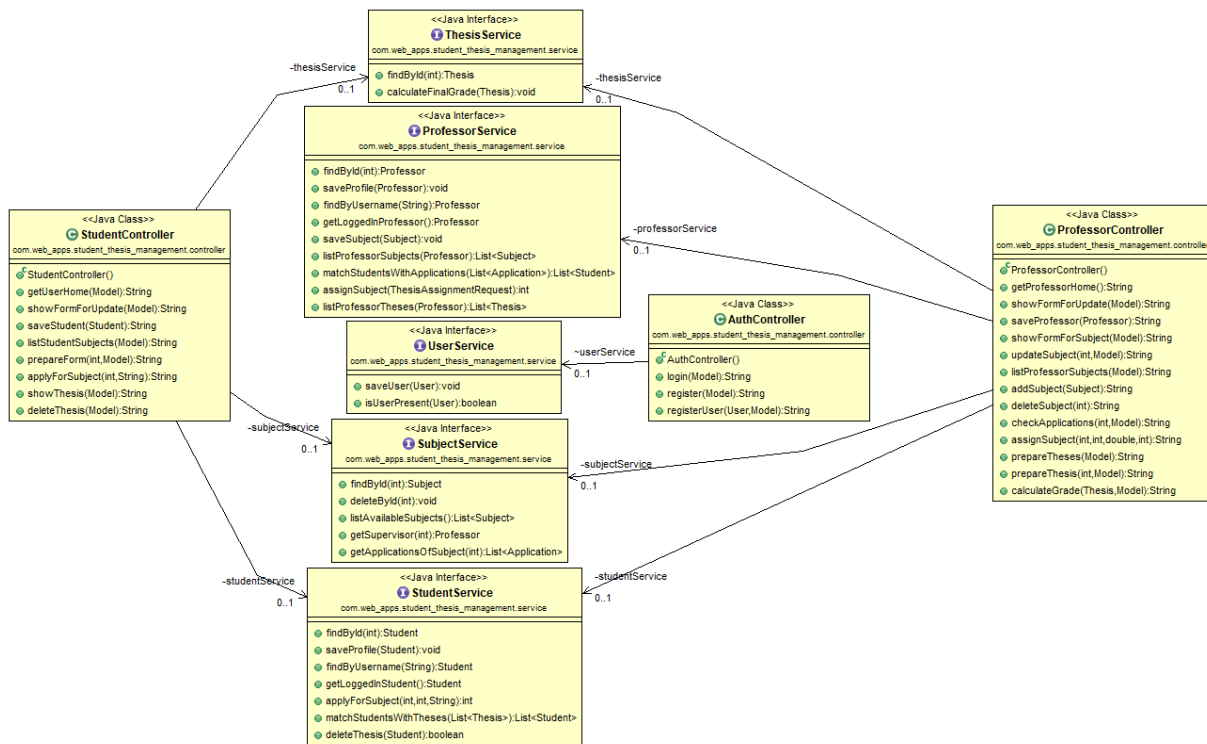 <<Java Interface>>
ThesisService
com.web_apps.student_thesis_management.service
findById(int):Thesis
calculateFinalGrade(Thesis):void
-thesisService
0..1
-thesisService
0..1
<<Java Interface>>
ProfessorService
com.web_apps.student_thesis_management.service
findById(int):Professor
saveProfile(Professor):void
findByUsername(String):Professor
getLoggedInProfessor():Professor
saveSubject(Subject):void
listProfessorSubjects(Professor):List<Subject>
matchStudentsWithApplications(List<Application>):List<Student>
assignSubject(ThesisAssignmentRequest):int
listProfessorTheses(Professor):List<Thesis>
-professorService
0..1
<<Java Class>>
StudentController
com.web_apps.student_thesis_management.controller
StudentController()
getUserHome(Model):String
showFormForUpdate(Model):String
saveStudent(Student):String
listStudentSubjects(Model):String
prepareForm(int,Model):String
applyForSubject(int,String):String
showThesis(Model):String
deleteThesis(Model):String
<<Java Class>>
ProfessorController
com.web_apps.student_thesis_management.controller
ProfessorController()
getProfessorHome():String
showFormForUpdate(Model):String
saveProfessor(Professor):String
showFormForSubject(Model):String
updateSubject(int,Model):String
listProfessorSubjects(Model):String
addSubject(Subject):String
deleteSubject(int):String
checkApplications(int,Model):String
assignSubject(int,int,double,int):String
prepareTheses(Model):String
prepareThesis(int,Model):String
calculateGrade(Thesis,Model):String
<<Java Class>>
AuthController
com.web_apps.student_thesis_management.controller
AuthController()
login(Model):String
register(Model):String
registerUser(User,Model):String
~userService
0..1
<<Java Interface>>
UserService
com.web_apps.student_thesis_management.service
saveUser(User):void
isUserPresent(User):boolean
-subjectService
0..1
<<Java Interface>>
SubjectService
com.web_apps.student_thesis_management.service
findById(int):Subject
deleteById(int):void
listAvailableSubjects():List<Subject>
getSupervisor(int):Professor
getApplicationsOfSubject(int):List<Application>
-subjectService
0..1
-studentService
0..1
<<Java Interface>>
StudentService
com.web_apps.student_thesis_management.service
findById(int):Student
saveProfile(Student):void
findByUsername(String):Student
getLoggedInStudent():Student
applyForSubject(int,int,String):int
matchStudentsWithTheses(List<Thesis>):List<Student>
deleteThesis(Student):boolean
-studentService
0..1